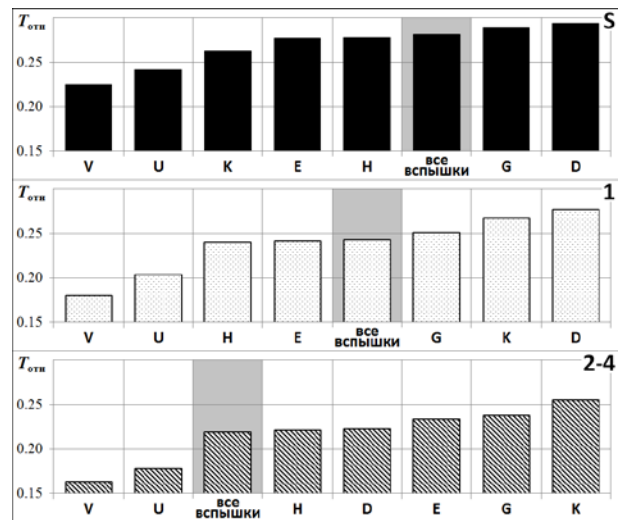 Tотн S
0.25
0.20
0.15
V U K E H все вспышки G D
Tотн 1
0.25
0.20
0.15
V U H E все вспышки G K D
Tотн 2-4
0.25
0.20
0.15
V U все вспышки H D E G K